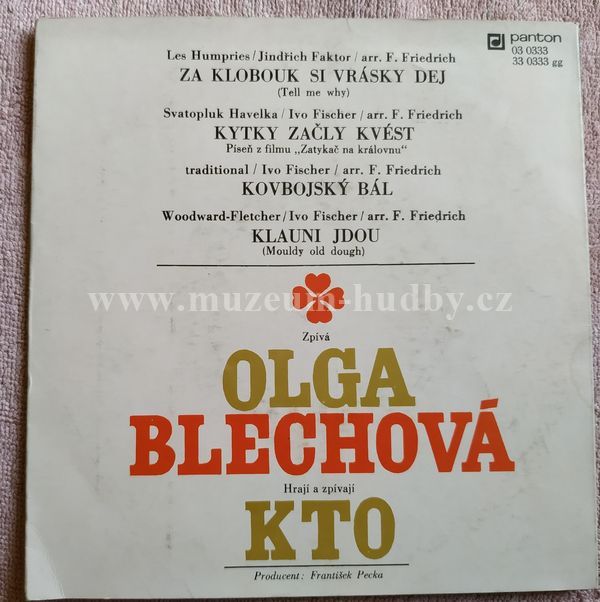 panton
03 0333
33 0333 gg
Les Humpries/Jindřich Faktor/arr. F. Friedrich
ZA KLOBOUK SI VRÁSKY DEJ
(Tell me why)
Svatopluk Havelka/Ivo Fischer/arr. F. Friedrich
KYTKY ZAČLY KVÉST
Píseň z filmu „Zatykač na královnu“
traditional/Ivo Fischer/arr. F. Friedrich
KOVBOJSKÝ BÁL
Woodward-Fletcher/Ivo Fischer/arr. F. Friedrich
KLAUNI JDOU
(Mouldy old dough)
www.muzeum-hudby.cz
Zpívá
OLGA
BLECHOVÁ
Hrají a zpívají
KTO
Producent: František Pecka